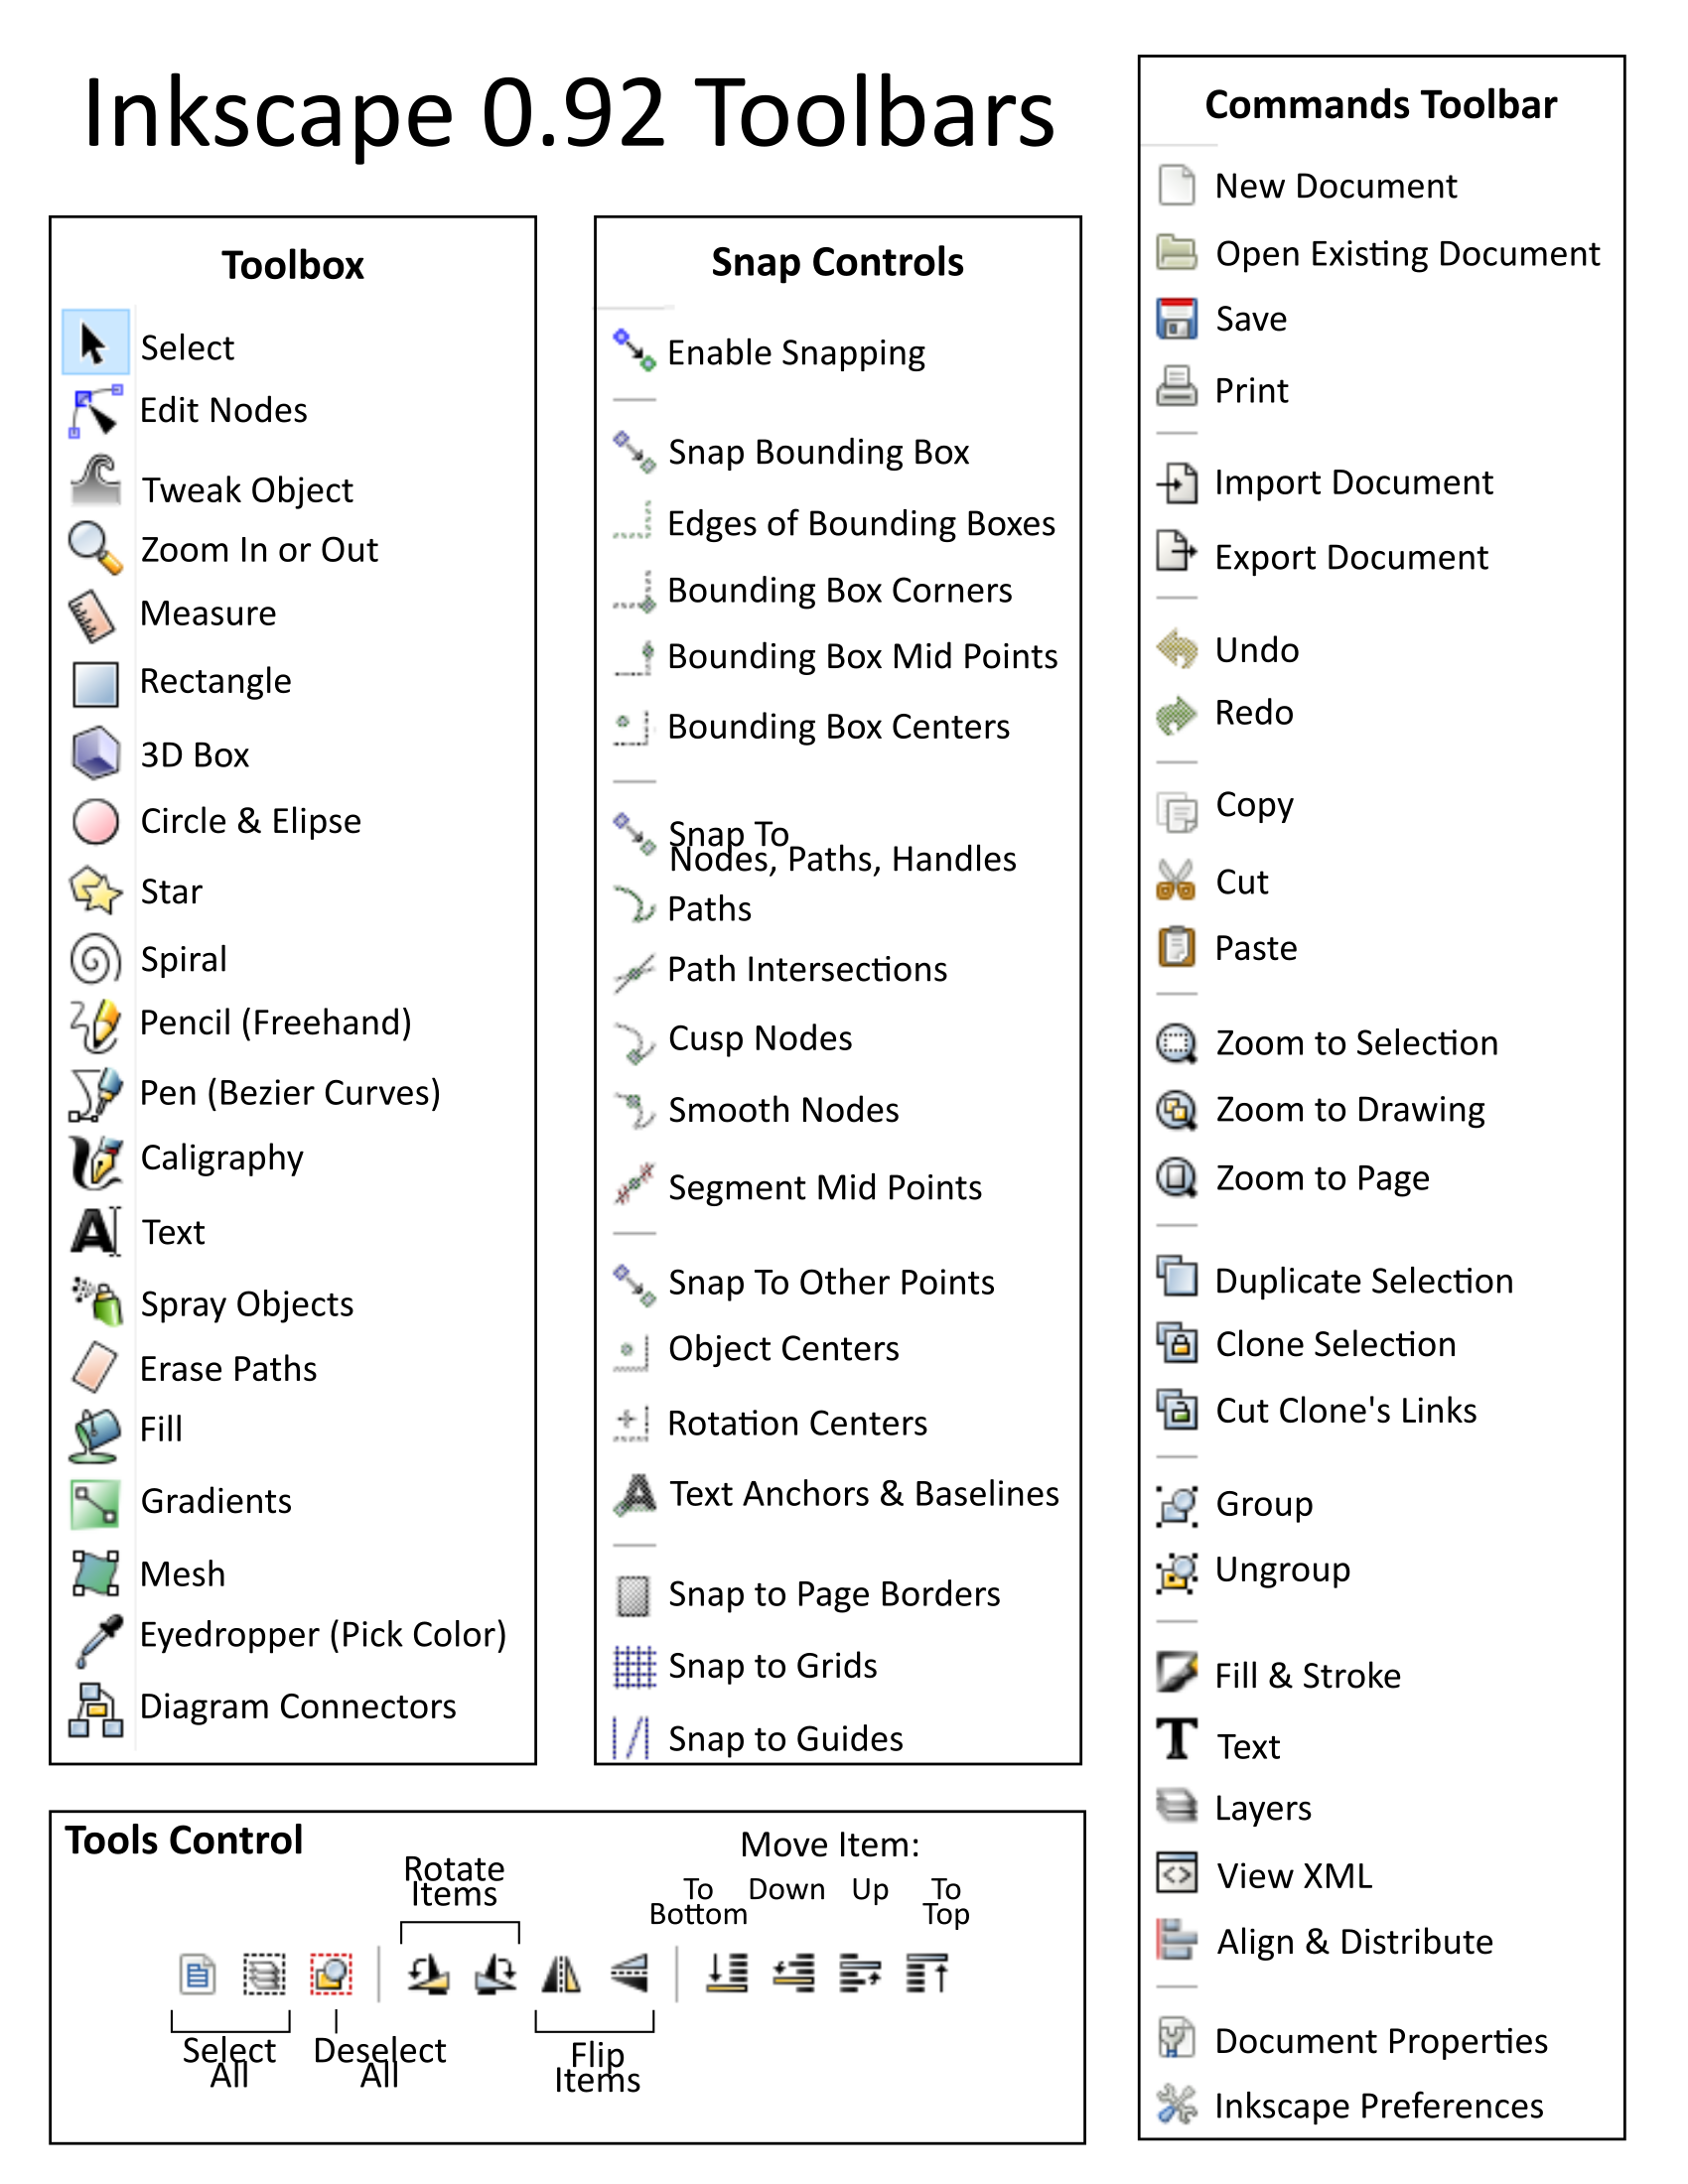 Inkscape 0.92 Toolbars
Toolbox
Select
Edit Nodes
Tweak Object
Zoom In or Out
Measure
Rectangle
3D Box
Circle & Elipse
Star
Spiral
Pencil (Freehand)
Pen (Bezier Curves)
Caligraphy
Text
Spray Objects
Erase Paths
Fill
Gradients
Mesh
Eyedropper (Pick Color)
Diagram Connectors
Snap Controls
Enable Snapping
Snap Bounding Box
Edges of Bounding Boxes
Bounding Box Corners
Bounding Box Mid Points
Bounding Box Centers
Snap To
Nodes, Paths, Handles
Paths
Path Intersections
Cusp Nodes
Smooth Nodes
Segment Mid Points
Snap To Other Points
Object Centers
Rotation Centers
Text Anchors & Baselines
Snap to Page Borders
Snap to Grids
Snap to Guides
Commands Toolbar
New Document
Open Existing Document
Save
Print
Import Document
Export Document
Undo
Redo
Copy
Cut
Paste
Zoom to Selection
Zoom to Drawing
Zoom to Page
Duplicate Selection
Clone Selection
Cut Clone's Links
Group
Ungroup
Fill & Stroke
Text
Layers
View XML
Align & Distribute
Document Properties
Inkscape Preferences
Tools Control
Rotate
Items
Move Item:
To
Bottom
Down
Up
To
Top
Select
All
Deselect
All
Flip
Items